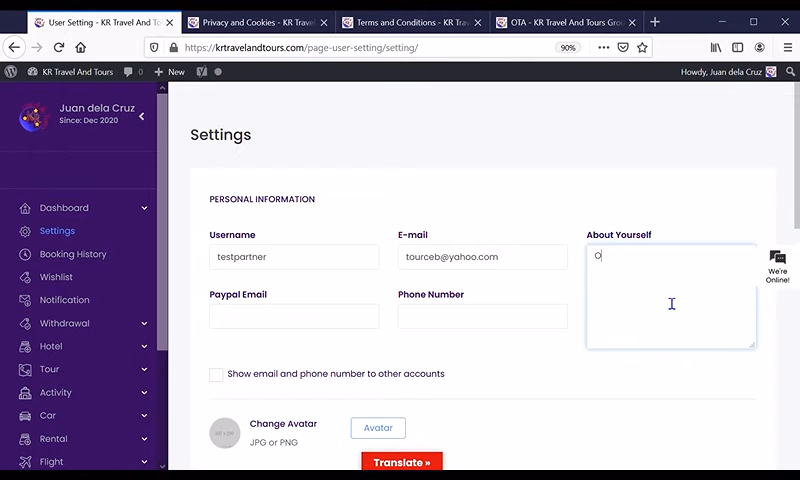 User Setting - KR Travel And To
Privacy and Cookies - KR Travel
Terms and Conditions - KR Trav
OTA - KR Travel And Tours Grou
https://krtravelandtours.com/page-user-setting/setting/
90%
KR Travel And Tours
0
New
Howdy, Juan dela Cruz
Juan dela Cruz
Since: Dec 2020
Dashboard
Settings
Booking History
Wishlist
Notification
Withdrawal
Hotel
Tour
Activity
Car
Rental
Flight
Settings
PERSONAL INFORMATION
Username
E-mail
About Yourself
testpartner
tourceb@yahoo.com
O
Paypal Email
Phone Number
We're
Online!
Show email and phone number to other accounts
Change Avatar
JPG or PNG
Avatar
Translate »